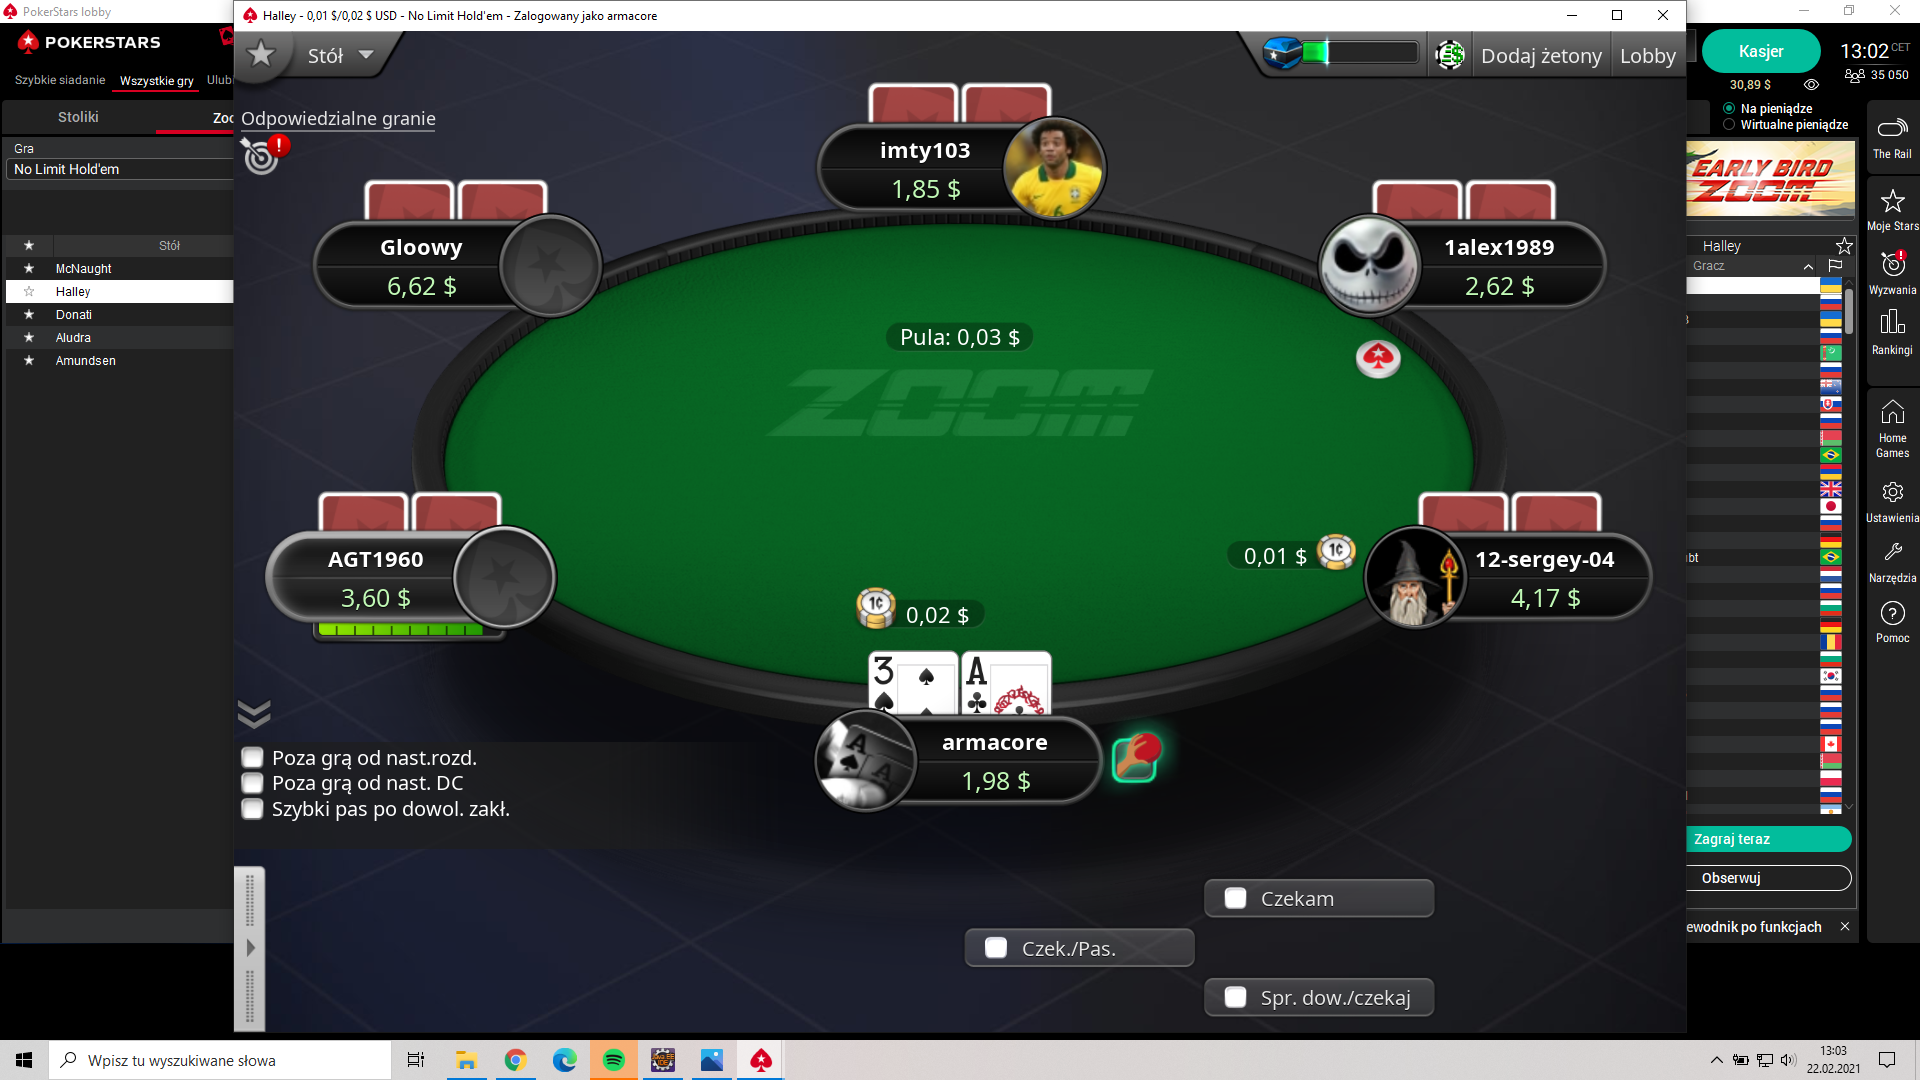 PokerStars lobby
POKERSTARS
Szybkie siadanie
Wszystkie gry
Stoliki
Gra
No Limit Hold'em
Stół
McNaught
Halley
Donati
Aludra
Amundsen
Halley - 0,01 $/0,02 $ USD - No Limit Hold'em - Zalogowany jako armacore
Stół
Dodaj żetony
Lobby
Odpowiedzialne granie
imty103
1,85 $
Gloowy
6,62 $
1alex1989
2,62 $
Pula: 0,03 $
ZOOM
AGT1960
3,60 $
0,01 $
1¢
12-sergey-04
4,17 $
1¢
0,02 $
3
A
armacore
1,98 $
Poza grą od nast.rozd.
Poza grą od nast. DC
Szybki pas po dowol. zakł.
Czekam
Czek./Pas.
Spr. dow./czekaj
Kasjer
30,89 $
13:02 CET
35 050
Na pieniądze
Wirtualne pieniądze
EARLY BIRD
ZOOM
Halley
Gracz
Zagraj teraz
Obserwuj
ewodnik po funkcjach
The Rail
Moje Stars
Wyzwania
Rankingi
Home
Games
Ustawienia
Narzędzia
Pomoc
Wpisz tu wyszukiwane słowa
13:03
22.02.2021